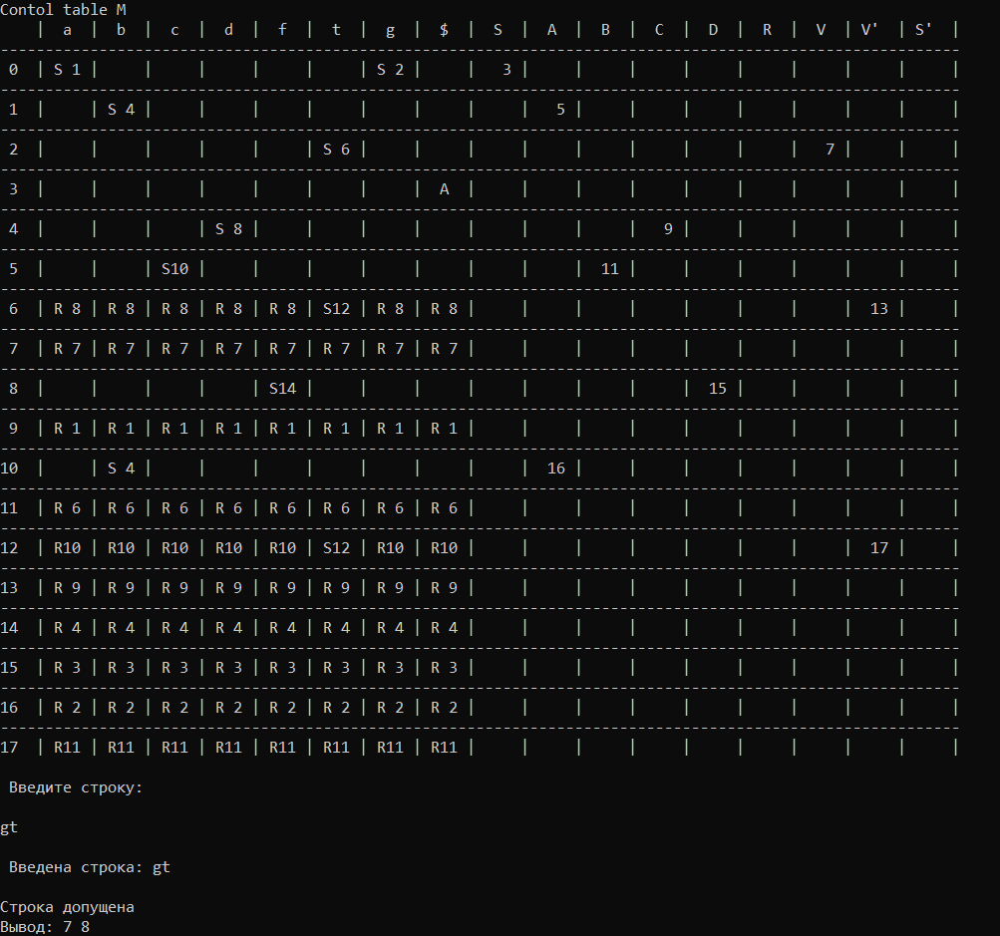 Contol table M
    |  a  |  b  |  c  |  d  |  f  |  t  |  g  |  $  |  S  |  A  |  B  |  C  |  D  |  R  |  V  | V'  | S'  |
 0  | S 1 |     |     |     |     |     | S 2 |     |   3 |     |     |     |     |     |     |     |     |
 1  |     | S 4 |     |     |     |     |     |     |     |   5 |     |     |     |     |     |     |     |
 2  |     |     |     |     |     | S 6 |     |     |     |     |     |     |     |     |   7 |     |     |
 3  |     |     |     |     |     |     |     |  A  |     |     |     |     |     |     |     |     |     |
 4  |     |     |     | S 8 |     |     |     |     |     |     |     |   9 |     |     |     |     |     |
 5  |     |     | S10 |     |     |     |     |     |     |     |  11 |     |     |     |     |     |     |
 6  | R 8 | R 8 | R 8 | R 8 | R 8 | S12 | R 8 | R 8 |     |     |     |     |     |     |     |  13 |     |
 7  | R 7 | R 7 | R 7 | R 7 | R 7 | R 7 | R 7 | R 7 |     |     |     |     |     |     |     |     |     |
 8  |     |     |     |     | S14 |     |     |     |     |     |     |     |  15 |     |     |     |     |
 9  | R 1 | R 1 | R 1 | R 1 | R 1 | R 1 | R 1 | R 1 |     |     |     |     |     |     |     |     |     |
10  |     | S 4 |     |     |     |     |     |     |     |  16 |     |     |     |     |     |     |     |
11  | R 6 | R 6 | R 6 | R 6 | R 6 | R 6 | R 6 | R 6 |     |     |     |     |     |     |     |     |     |
12  | R10 | R10 | R10 | R10 | R10 | S12 | R10 | R10 |     |     |     |     |     |     |     |  17 |     |
13  | R 9 | R 9 | R 9 | R 9 | R 9 | R 9 | R 9 | R 9 |     |     |     |     |     |     |     |     |     |
14  | R 4 | R 4 | R 4 | R 4 | R 4 | R 4 | R 4 | R 4 |     |     |     |     |     |     |     |     |     |
15  | R 3 | R 3 | R 3 | R 3 | R 3 | R 3 | R 3 | R 3 |     |     |     |     |     |     |     |     |     |
16  | R 2 | R 2 | R 2 | R 2 | R 2 | R 2 | R 2 | R 2 |     |     |     |     |     |     |     |     |     |
17  | R11 | R11 | R11 | R11 | R11 | R11 | R11 | R11 |     |     |     |     |     |     |     |     |     |
Введите строку:
gt
Введена строка: gt
Строка допущена
Вывод: 7 8